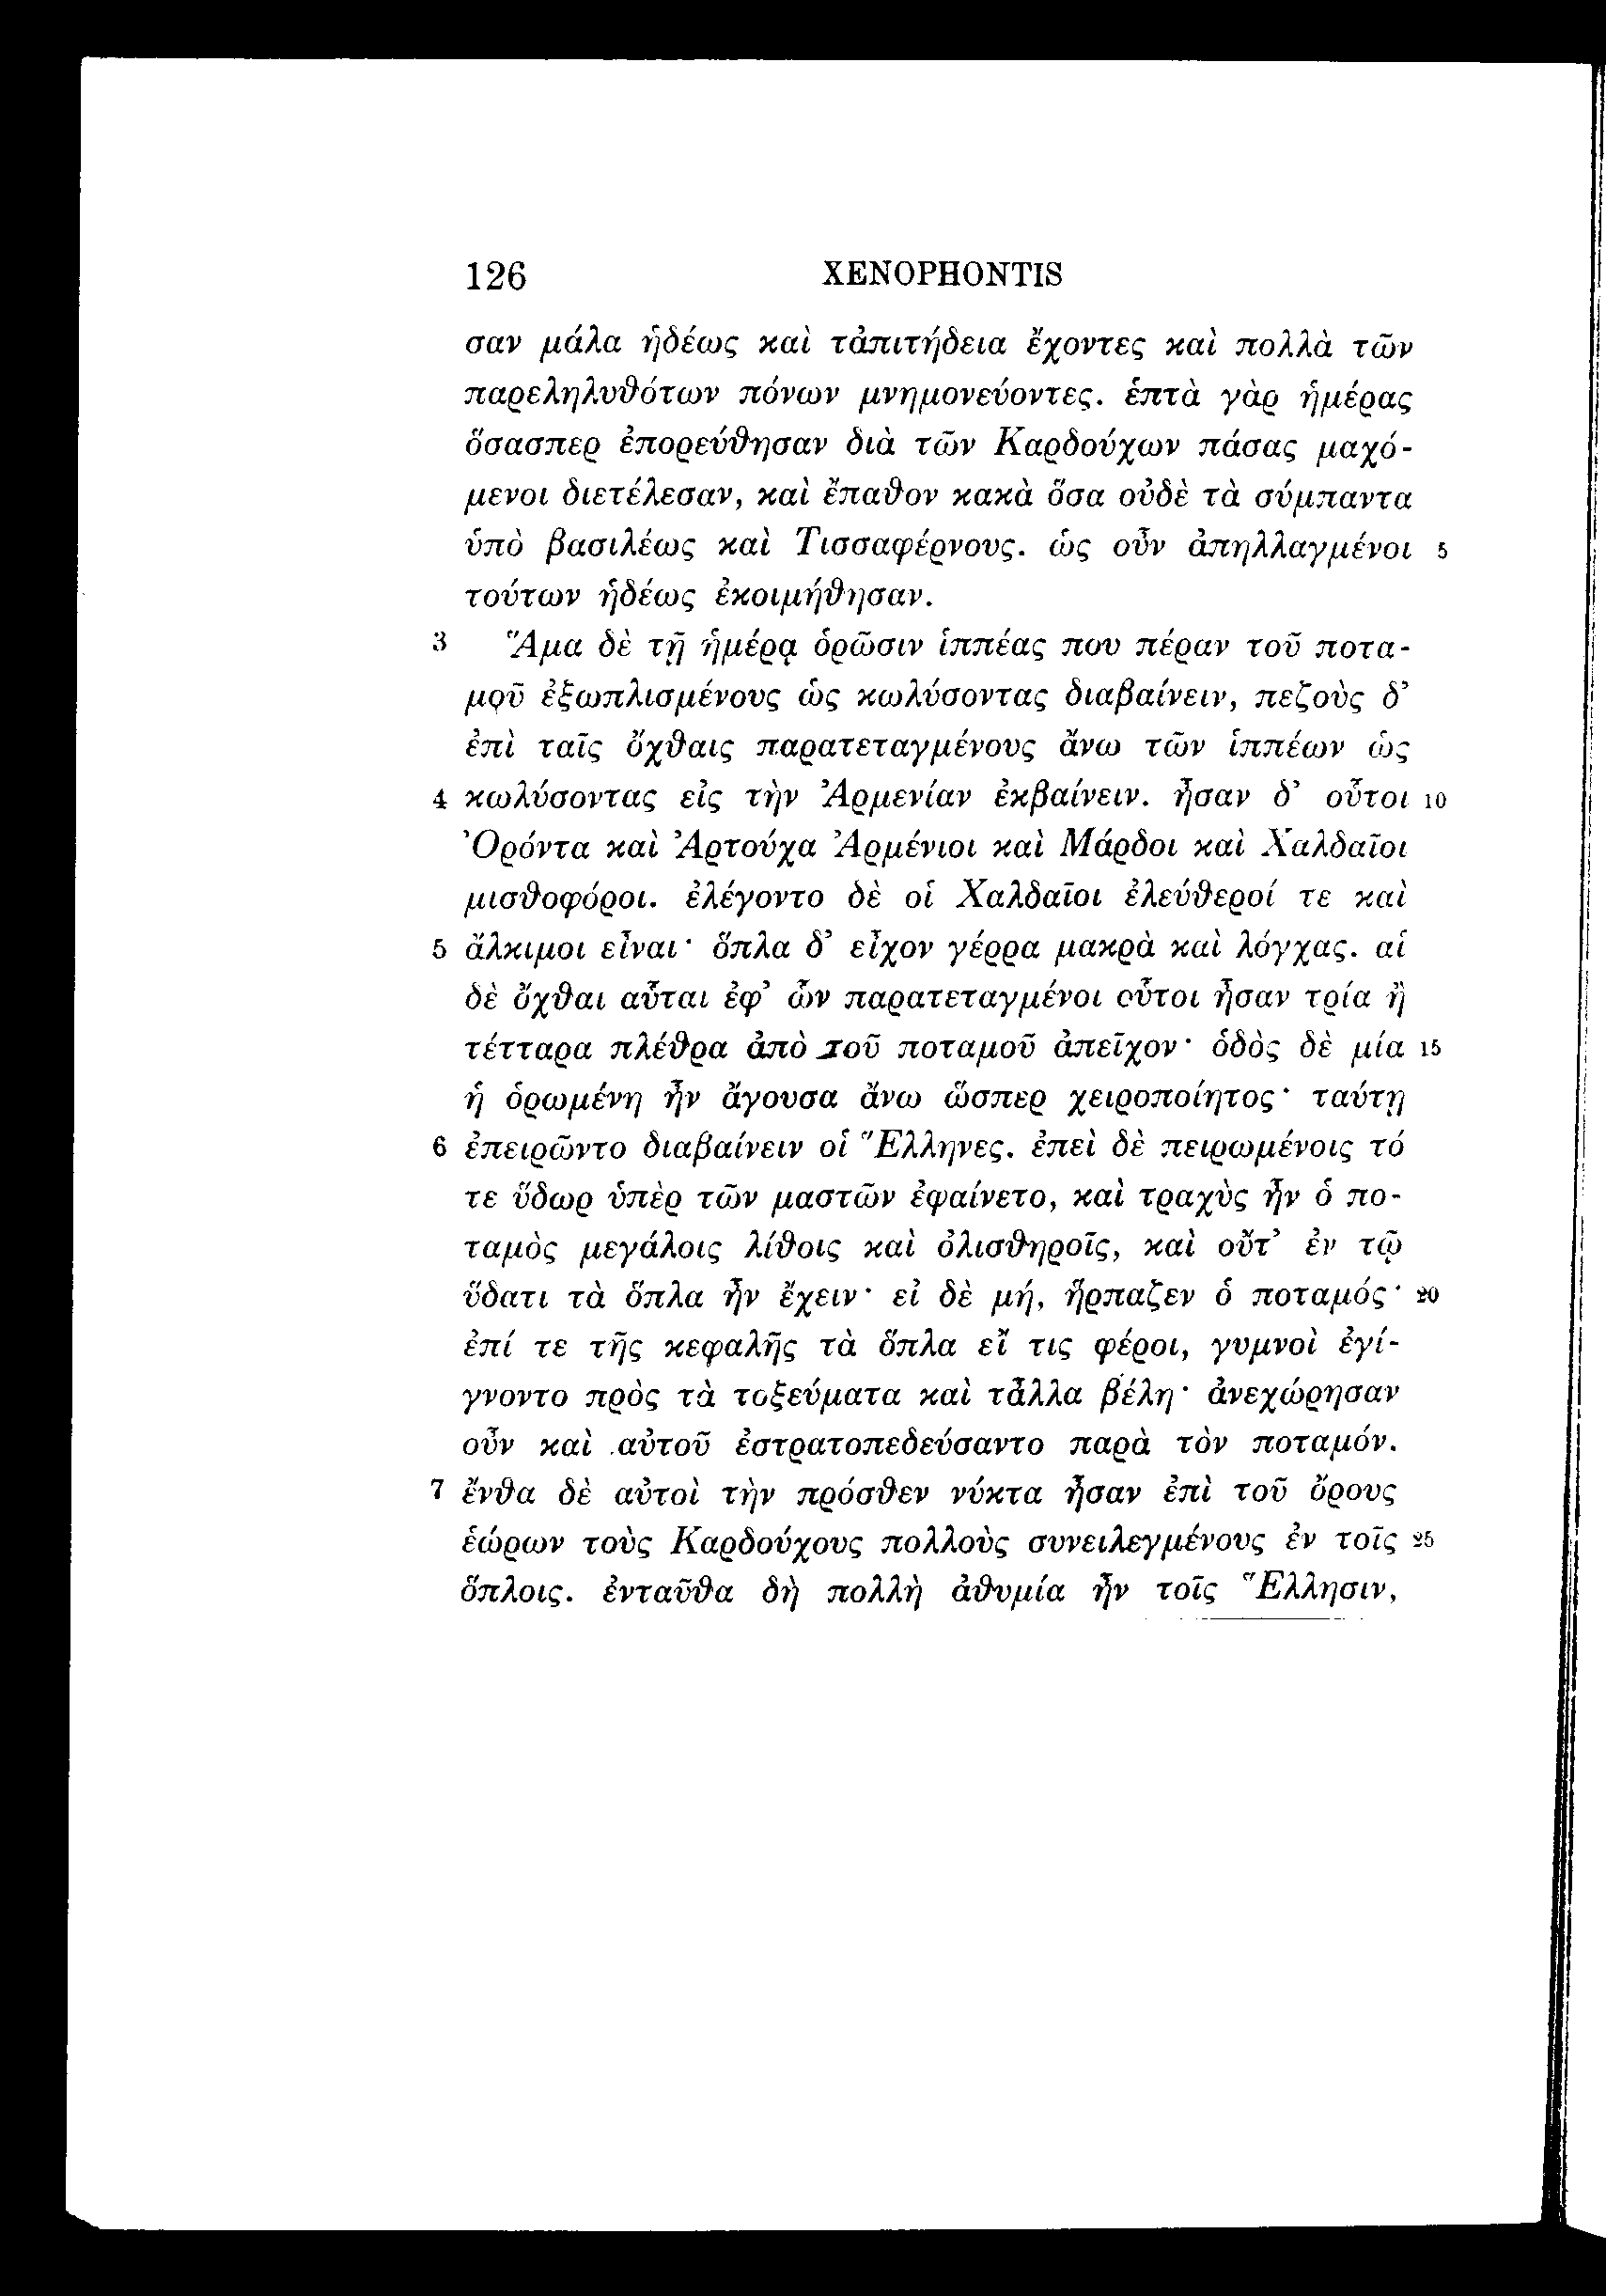 126 XENOPHONTIS
σαν μάλα ἡδέως καὶ τἀπιτήδεια ἔχοντες καὶ πολλὰ τῶν
παρεληλυθότων πόνων μνημονεύοντες. ἑπτὰ γὰρ ἡμέρας
ὅσασπερ ἐπορεύθησαν διὰ τῶν Καρδούχων πάσας μαχό-
μενοι διετέλεσαν, καὶ ἔπαθον κακὰ ὅσα οὐδὲ τὰ σύμπαντα
ὑπὸ βασιλέως καὶ Τισσαφέρνους. ὡς οὖν ἀπηλλαγμένοι 5
τούτων ἡδέως ἐκοιμήθησαν.
3 Ἅμα δὲ τῇ ἡμέρᾳ ὁρῶσιν ἱππέας που πέραν τοῦ ποτα-
μοῦ ἐξωπλισμένους ὡς κωλύσοντας διαβαίνειν, πεζοὺς δ’
ἐπὶ ταῖς ὄχθαις παρατεταγμένους ἄνω τῶν ἱππέων ὡς
4 κωλύσοντας εἰς τὴν Ἀρμενίαν ἐκβαίνειν. ἦσαν δ’ οὗτοι 10
Ὀρόντα καὶ Ἀρτούχα Ἀρμένιοι καὶ Μάρδοι καὶ Χαλδαῖοι
μισθοφόροι. ἐλέγοντο δὲ οἱ Χαλδαῖοι ἐλεύθεροί τε καὶ
5 ἄλκιμοι εἶναι· ὅπλα δ’ εἶχον γέρρα μακρὰ καὶ λόγχας. αἱ
δὲ ὄχθαι αὗται ἐφ’ ὧν παρατεταγμένοι οὗτοι ἦσαν τρία ἢ
τέτταρα πλέθρα ἀπὸ τοῦ ποταμοῦ ἀπεῖχον· ὁδὸς δὲ μία 15
ἡ ὁρωμένη ἦν ἄγουσα ἄνω ὥσπερ χειροποίητος· ταύτῃ
6 ἐπειρῶντο διαβαίνειν οἱ Ἕλληνες. ἐπεὶ δὲ πειρωμένοις τό
τε ὕδωρ ὑπὲρ τῶν μαστῶν ἐφαίνετο, καὶ τραχὺς ἦν ὁ πο-
ταμὸς μεγάλοις λίθοις καὶ ὀλισθηροῖς, καὶ οὔτ’ ἐν τῷ
ὕδατι τὰ ὅπλα ἦν ἔχειν· εἰ δὲ μή, ἥρπαζεν ὁ ποταμός· 20
ἐπί τε τῆς κεφαλῆς τὰ ὅπλα εἴ τις φέροι, γυμνοὶ ἐγί-
γνοντο πρὸς τὰ τοξεύματα καὶ τἆλλα βέλη· ἀνεχώρησαν
οὖν καὶ αὐτοῦ ἐστρατοπεδεύσαντο παρὰ τὸν ποταμόν.
7 ἔνθα δὲ αὐτοὶ τὴν πρόσθεν νύκτα ἦσαν ἐπὶ τοῦ ὄρους
ἑώρων τοὺς Καρδούχους πολλοὺς συνειλεγμένους ἐν τοῖς 25
ὅπλοις. ἐνταῦθα δὴ πολλὴ ἀθυμία ἦν τοῖς Ἕλλησιν,